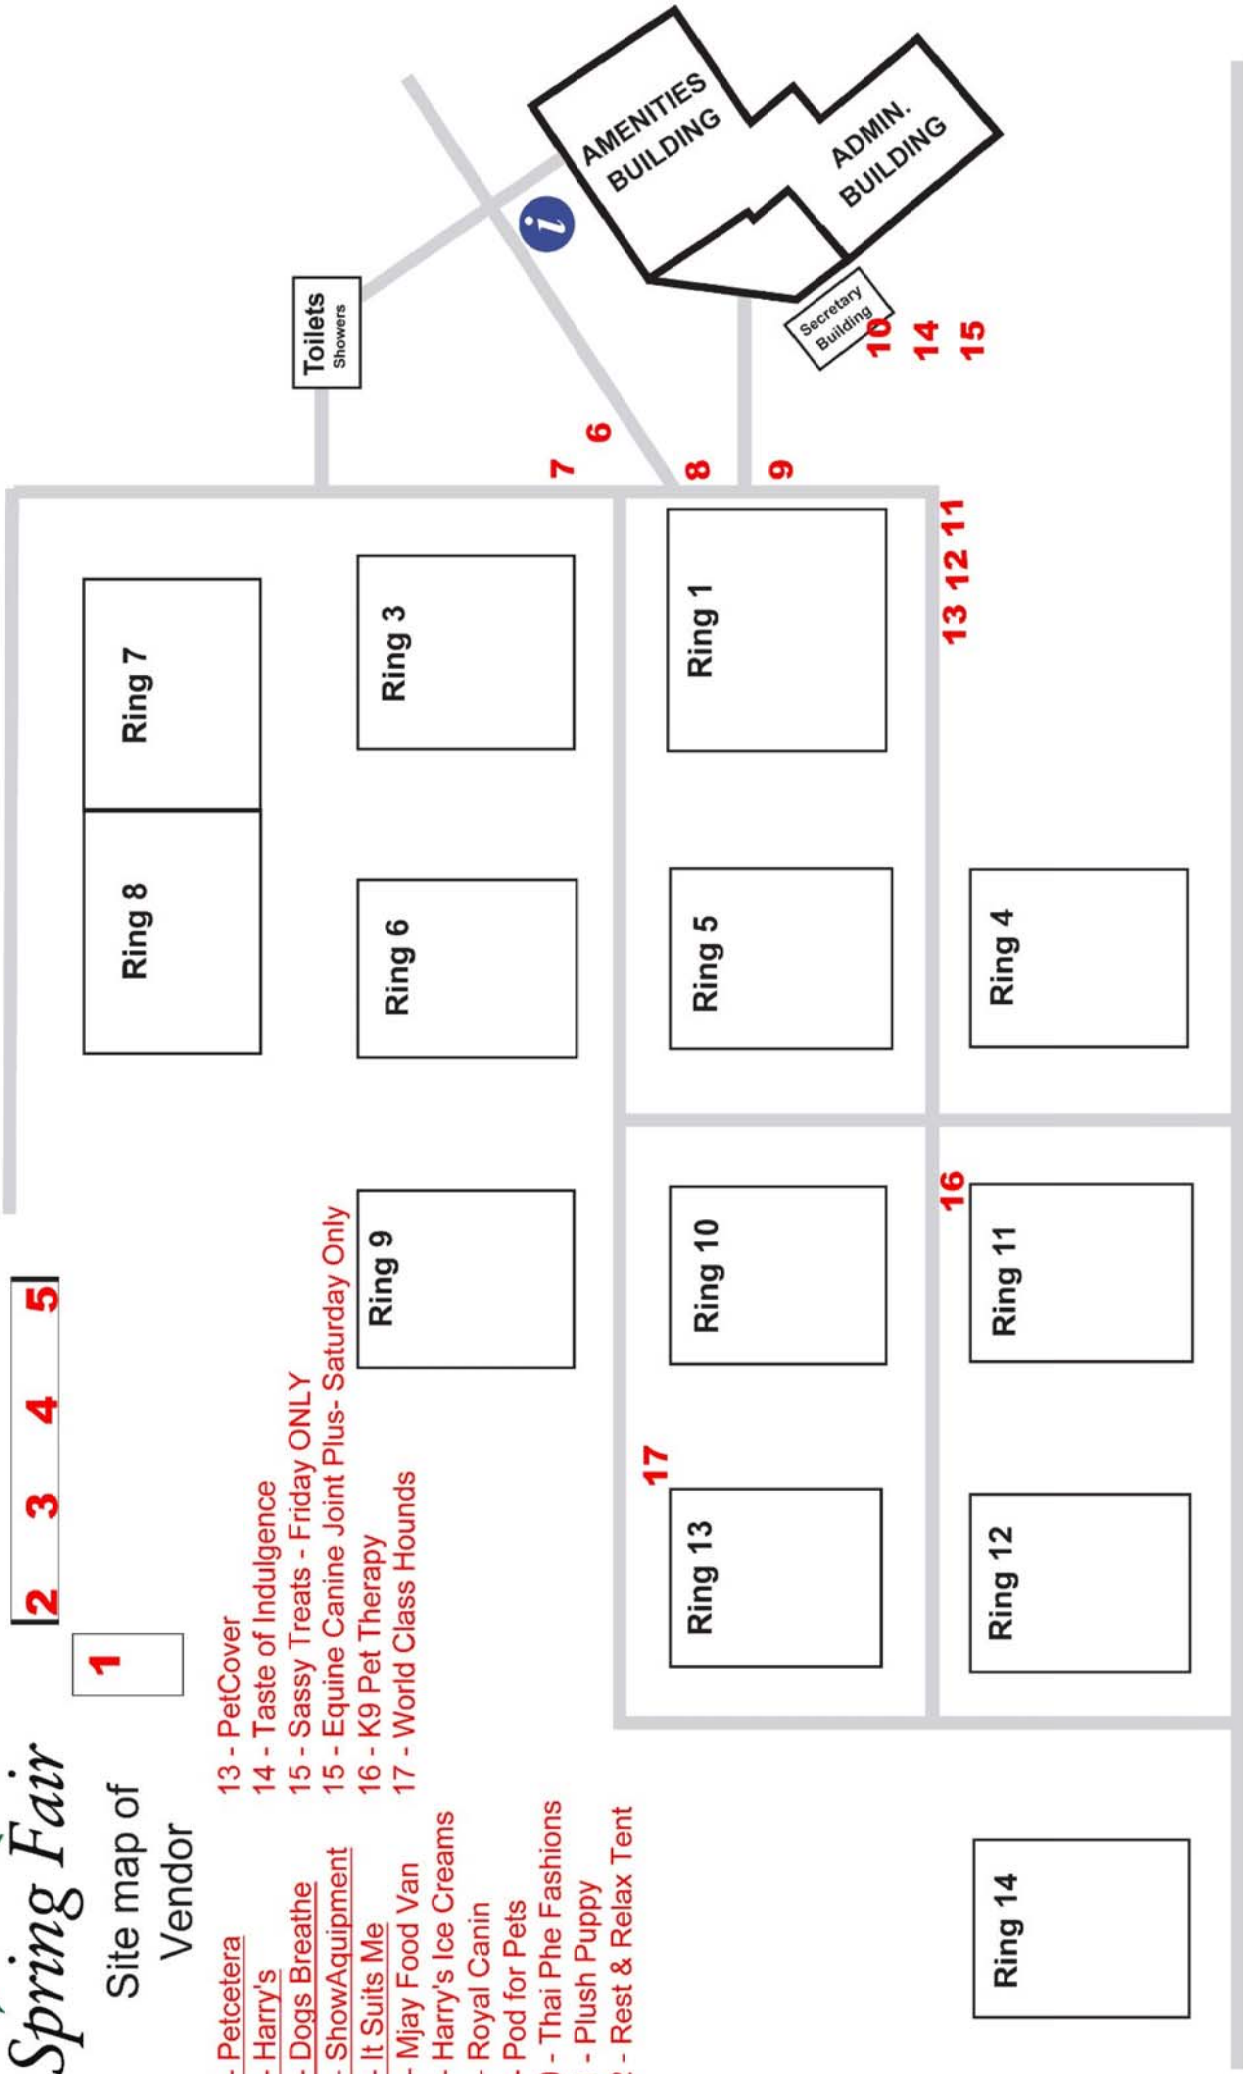 Spring Fair
Site map of
Vendor
- Petcetera
- Harry's
- Dogs Breathe
- ShowAquipment
- It Suits Me
- Mjay Food Van
- Harry's Ice Creams
- Royal Canin
- Pod for Pets
- Thai Phe Fashions
- Plush Puppy
- Rest & Relax Tent
13 - PetCover
14 - Taste of Indulgence
15 - Sassy Treats - Friday ONLY
15 - Equine Canine Joint Plus- Saturday Only
16 - K9 Pet Therapy
17 - World Class Hounds
1
2 3 4 5
Ring 8
Ring 7
Ring 9
Ring 6
Ring 3
Toilets
Showers
7
6
i
AMENITIES
BUILDING
ADMIN.
BUILDING
Secretary
Building
10
14
15
8
9
17
Ring 13
Ring 10
Ring 5
Ring 1
16
13 12 11
Ring 14
Ring 12
Ring 11
Ring 4